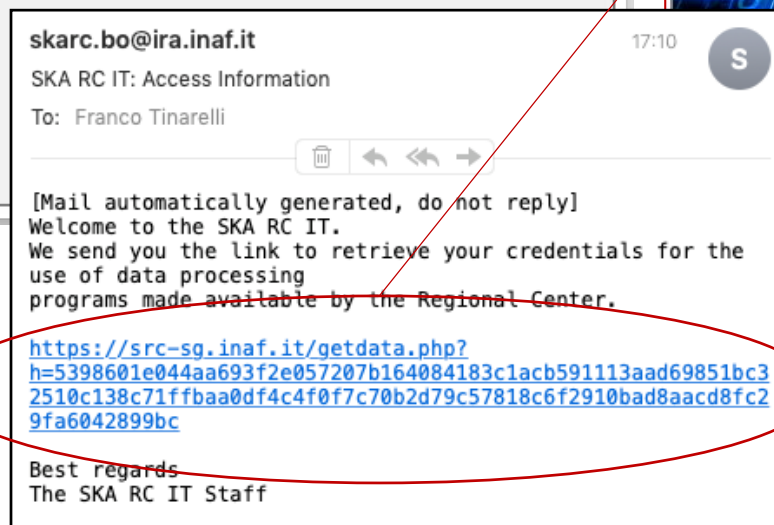 skarc.bo@ira.inaf.it
17:10
S
SKA RC IT: Access Information
To: Franco Tinarelli
[Mail automatically generated, do not reply]
Welcome to the SKA RC IT.
We send you the link to retrieve your credentials for the
use of data processing
programs made available by the Regional Center.
https://src-sg.inaf.it/getdata.php?
h=5398601e044aa693f2e057207b164084183c1acb591113aad69851bc3
2510c138c71ffbaa0df4c4f0f7c70b2d79c57818c6f2910bad8aacd8fc2
9fa6042899bc
Best regards
The SKA RC IT Staff